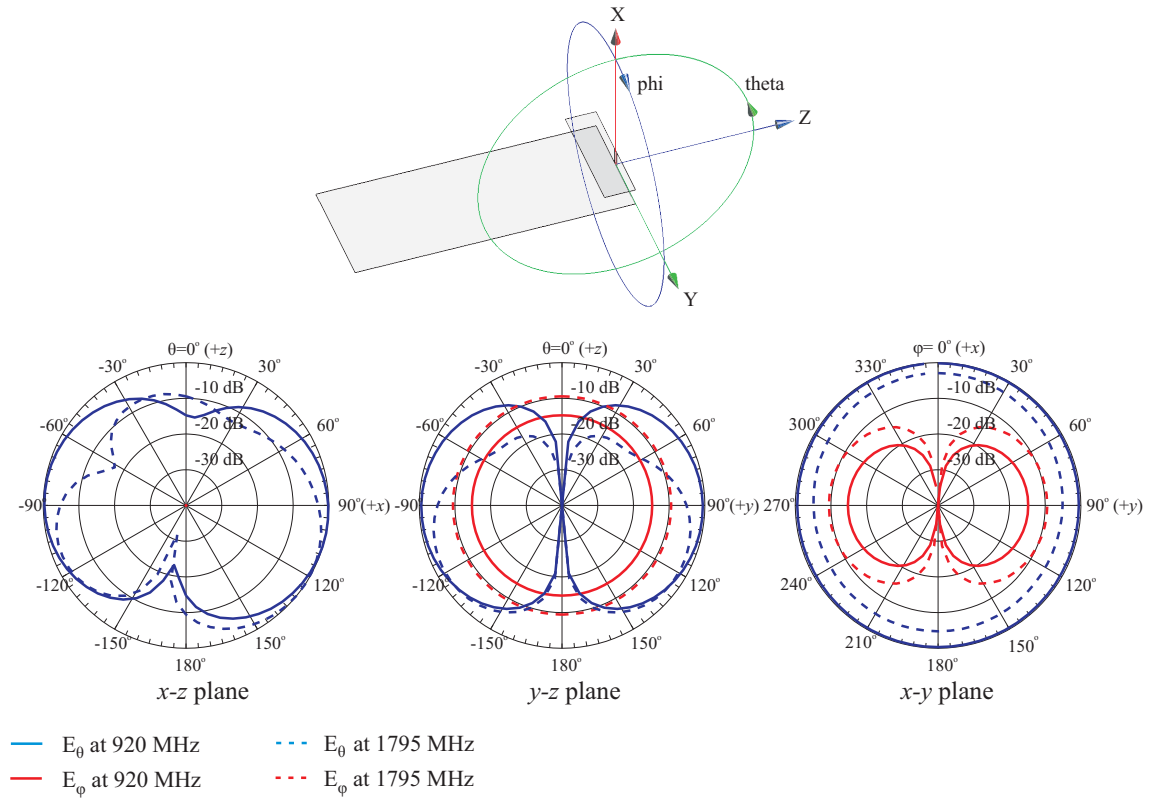 X
phi
theta
Z
Y
θ=0° (+z)
-30° 30°
-10 dB
-60° -20 dB 60°
-30 dB
-90° 90°(+x)
-120° 120°
-150° 150°
180°
x-z plane
θ=0° (+z)
-30° 30°
-10 dB
-60° -20 dB 60°
-30 dB
-90° 90°(+y)
-120° 120°
-150° 150°
180°
y-z plane
φ= 0° (+x)
330° 30°
-10 dB
300° -20 dB 60°
-30 dB
270° 90° (+y)
240° 120°
210° 150°
180°
x-y plane
Eθ at 920 MHz
Eφ at 920 MHz
Eθ at 1795 MHz
Eφ at 1795 MHz